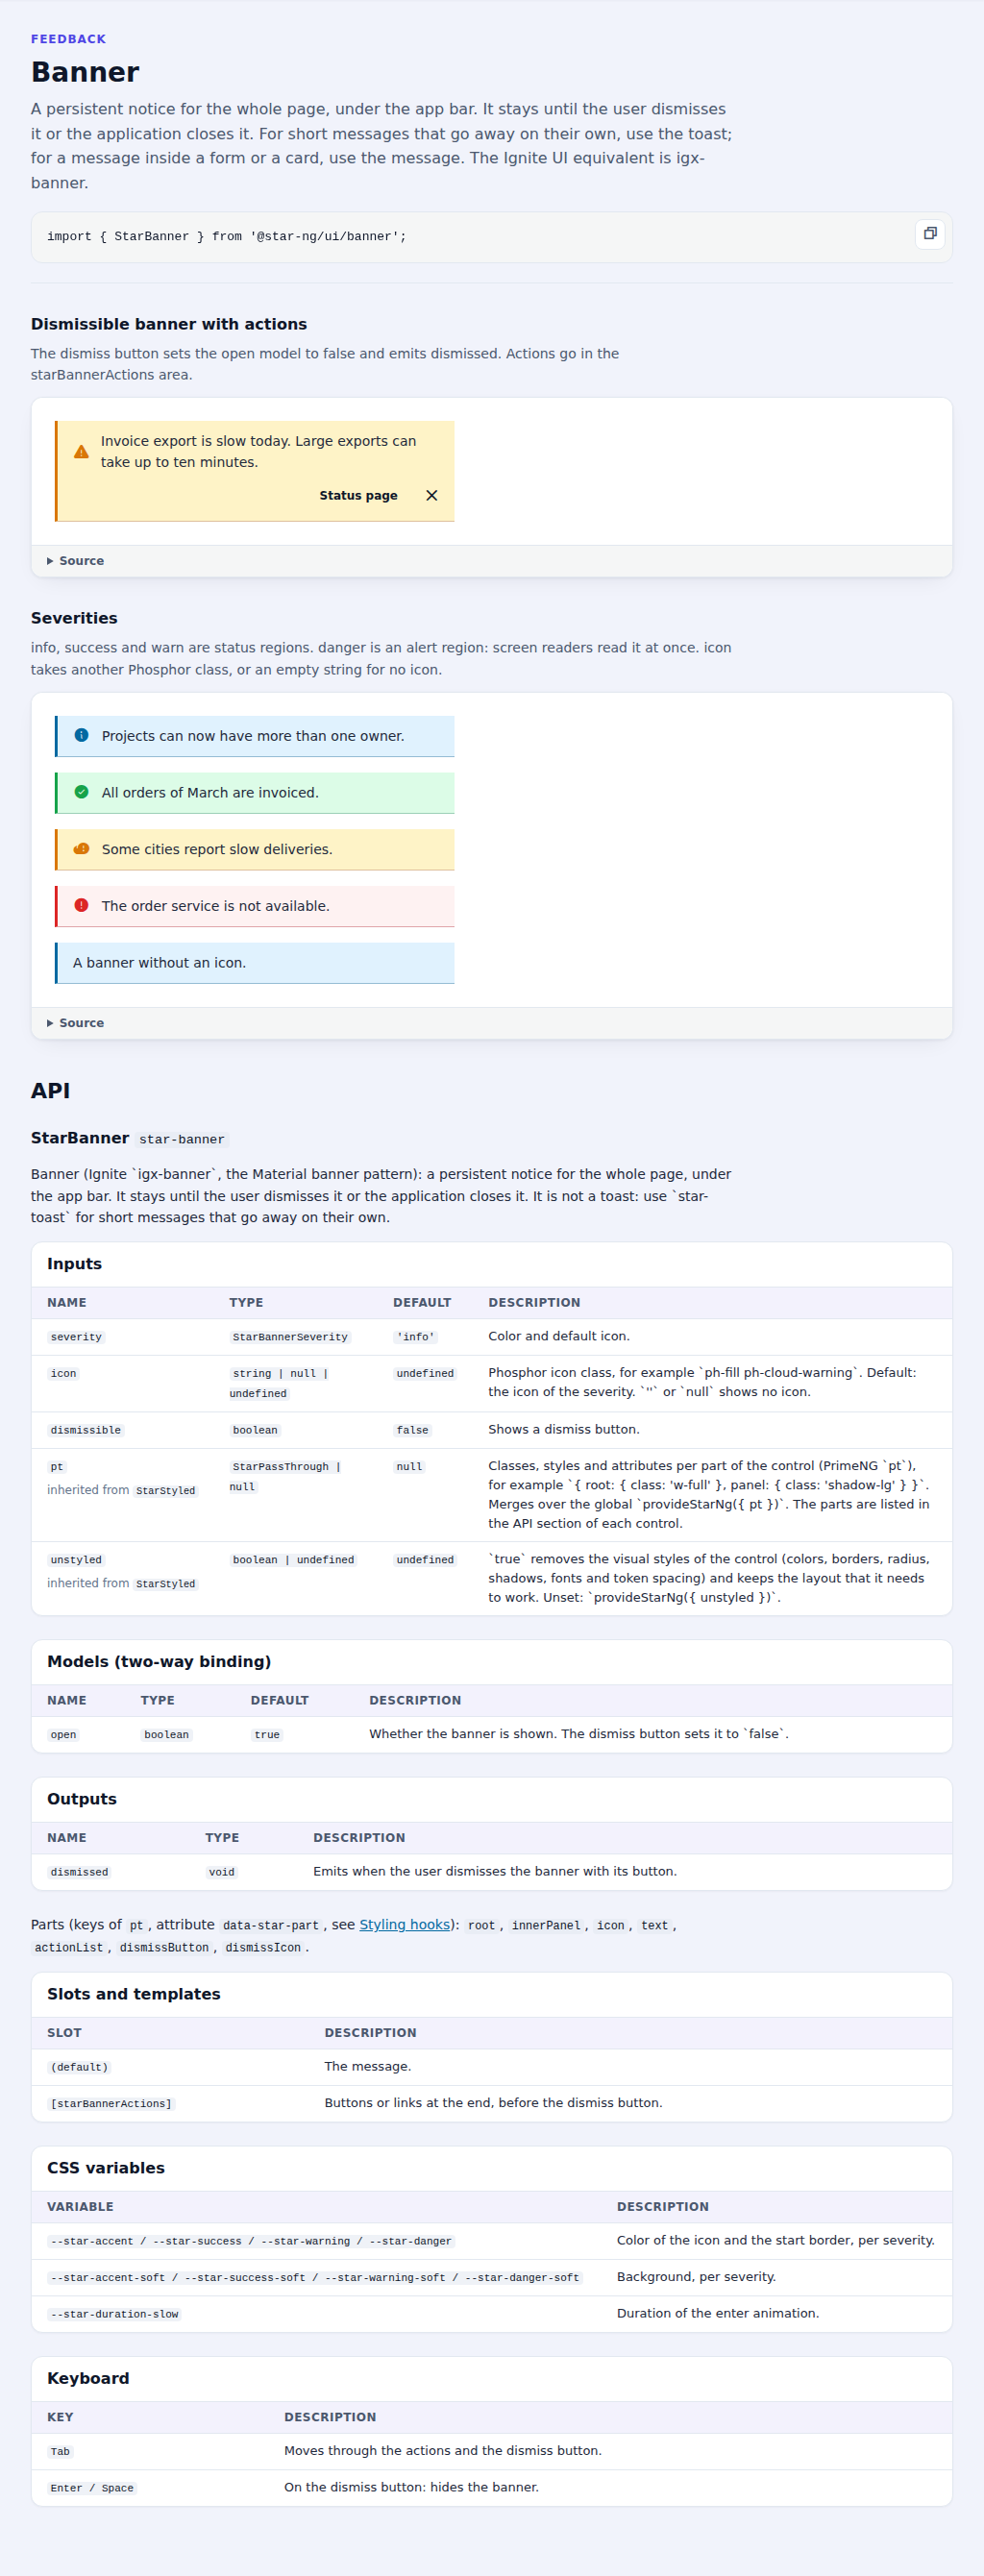 FEEDBACK
Banner
A persistent notice for the whole page, under the app bar. It stays until the user dismisses
it or the application closes it. For short messages that go away on their own, use the toast;
for a message inside a form or a card, use the message. The Ignite UI equivalent is igx-
banner.
import { StarBanner } from '@star-ng/ui/banner';
Dismissible banner with actions
The dismiss button sets the open model to false and emits dismissed. Actions go in the
starBannerActions area.
Invoice export is slow today. Large exports can
take up to ten minutes.
Status page
Source
Severities
info, success and warn are status regions. danger is an alert region: screen readers read it at once. icon
takes another Phosphor class, or an empty string for no icon.
Projects can now have more than one owner.
All orders of March are invoiced.
Some cities report slow deliveries.
The order service is not available.
A banner without an icon.
Source
API
StarBanner star-banner
Banner (Ignite `igx-banner`, the Material banner pattern): a persistent notice for the whole page, under
the app bar. It stays until the user dismisses it or the application closes it. It is not a toast: use `star-
toast` for short messages that go away on their own.
Inputs
NAME TYPE DEFAULT DESCRIPTION
severity StarBannerSeverity 'info' Color and default icon.
icon string | null | undefined Phosphor icon class, for example `ph-fill ph-cloud-warning`. Default:
undefined the icon of the severity. `''` or `null` shows no icon.
dismissible boolean false Shows a dismiss button.
pt StarPassThrough | null Classes, styles and attributes per part of the control (PrimeNG `pt`),
inherited from StarStyled null for example `{ root: { class: 'w-full' }, panel: { class: 'shadow-lg' } }`.
Merges over the global `provideStarNg({ pt })`. The parts are listed in
the API section of each control.
unstyled boolean | undefined undefined `true` removes the visual styles of the control (colors, borders, radius,
inherited from StarStyled shadows, fonts and token spacing) and keeps the layout that it needs
to work. Unset: `provideStarNg({ unstyled })`.
Models (two-way binding)
NAME TYPE DEFAULT DESCRIPTION
open boolean true Whether the banner is shown. The dismiss button sets it to `false`.
Outputs
NAME TYPE DESCRIPTION
dismissed void Emits when the user dismisses the banner with its button.
Parts (keys of pt, attribute data-star-part, see Styling hooks): root, innerPanel, icon, text,
actionList, dismissButton, dismissIcon.
Slots and templates
SLOT DESCRIPTION
(default) The message.
[starBannerActions] Buttons or links at the end, before the dismiss button.
CSS variables
VARIABLE DESCRIPTION
--star-accent / --star-success / --star-warning / --star-danger Color of the icon and the start border, per severity.
--star-accent-soft / --star-success-soft / --star-warning-soft / --star-danger-soft Background, per severity.
--star-duration-slow Duration of the enter animation.
Keyboard
KEY DESCRIPTION
Tab Moves through the actions and the dismiss button.
Enter / Space On the dismiss button: hides the banner.